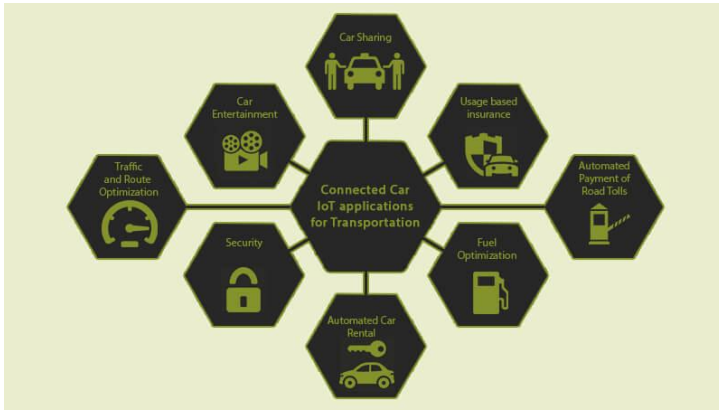 Car Sharing
Car
Entertainment
Usage based
insurance
Traffic
and Route
Optimization
Connected Car
IoT applications
for Transportation
Automated
Payment of
Road Tolls
Security
Fuel
Optimization
Automated Car
Rental